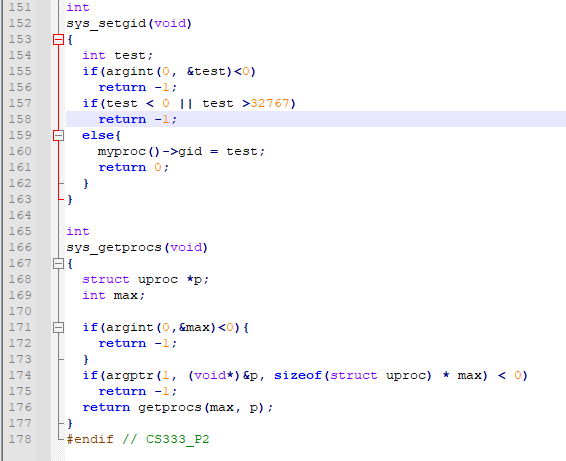 151 int
152 sys_setgid(void)
153 {
154   int test;
155   if(argint(0, &test)<0)
156     return -1;
157   if(test < 0 || test >32767)
158     return -1;
159   else{
160     myproc()->gid = test;
161     return 0;
162   }
163 }
164
165 int
166 sys_getprocs(void)
167 {
168   struct uproc *p;
169   int max;
170
171   if(argint(0,&max)<0){
172     return -1;
173   }
174   if(argptr(1, (void*)&p, sizeof(struct uproc) * max) < 0)
175     return -1;
176   return getprocs(max, p);
177 }
178 #endif // CS333_P2